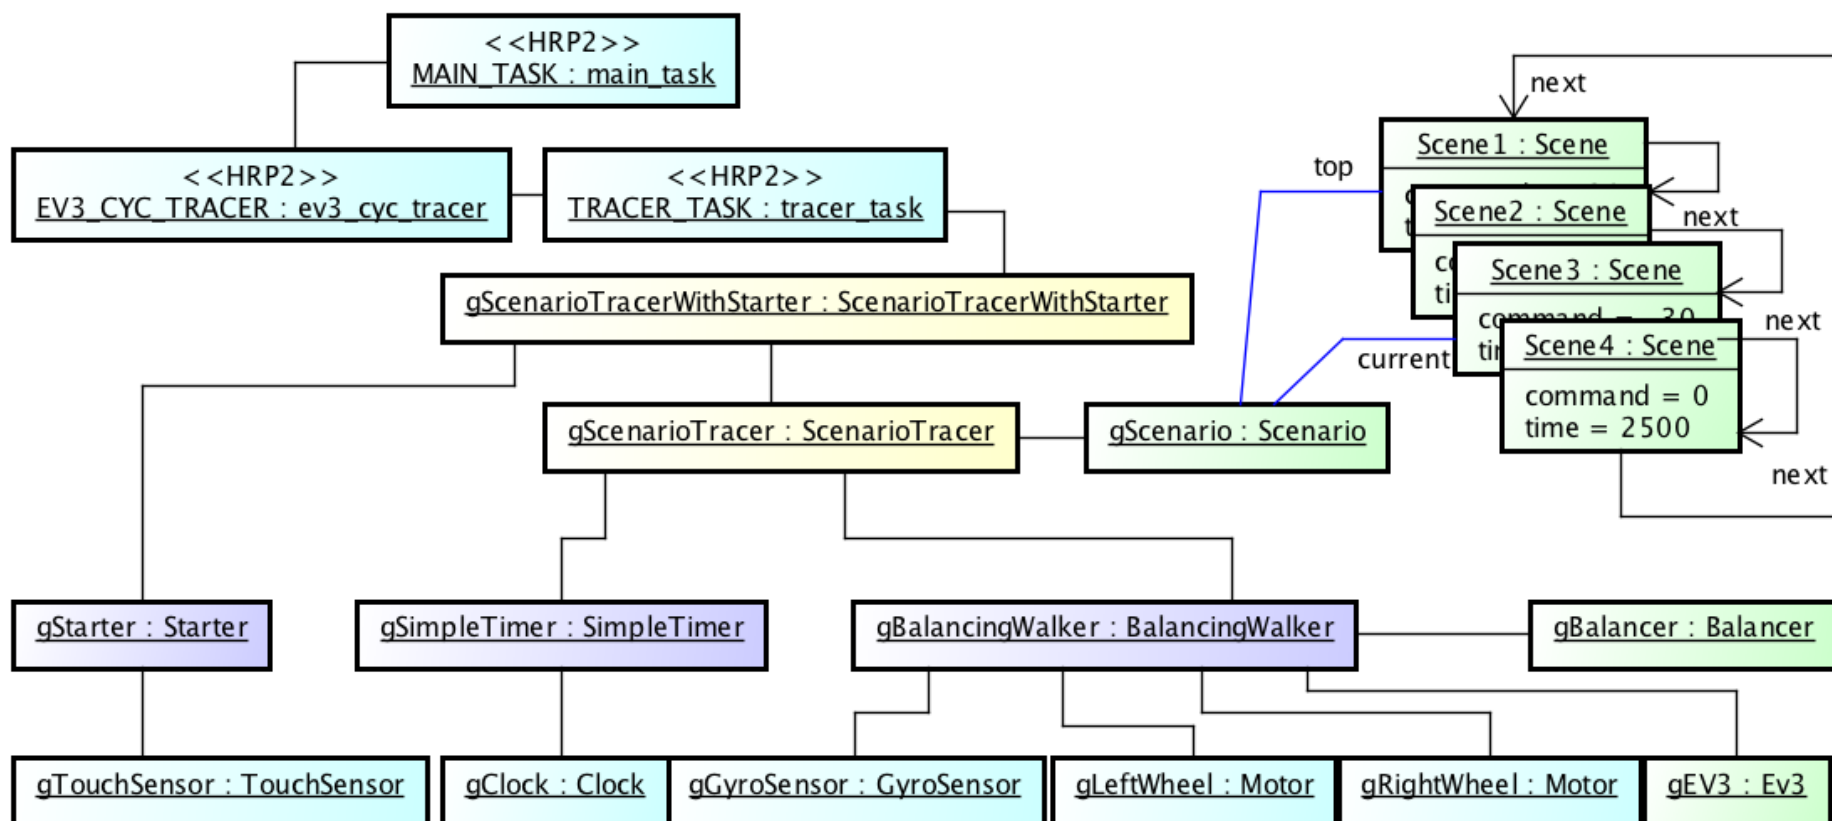 <<HRP2>>
MAIN_TASK : main_task
next
<<HRP2>>
EV3_CYC_TRACER : ev3_cyc_tracer
<<HRP2>>
TRACER_TASK : tracer_task
Scene1 : Scene
top
Scene2 : Scene
next
Scene3 : Scene
gScenarioTracerWithStarter : ScenarioTracerWithStarter
next
Scene4 : Scene
current
command = 0
time = 2500
gScenarioTracer : ScenarioTracer
gScenario : Scenario
next
gStarter : Starter
gSimpleTimer : SimpleTimer
gBalancingWalker : BalancingWalker
gBalancer : Balancer
gTouchSensor : TouchSensor
gClock : Clock
gGyroSensor : GyroSensor
gLeftWheel : Motor
gRightWheel : Motor
gEV3 : Ev3